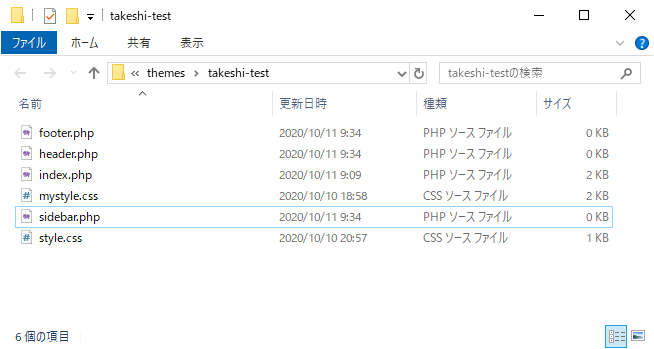 takeshi-test
ファイル ホーム 共有 表示
« themes > takeshi-test takeshi-testの検索
名前 更新日時 種類 サイズ
footer.php 2020/10/11 9:34 PHP ソース ファイル 0 KB
header.php 2020/10/11 9:34 PHP ソース ファイル 0 KB
index.php 2020/10/11 9:09 PHP ソース ファイル 2 KB
mystyle.css 2020/10/10 18:58 CSS ソース ファイル 2 KB
sidebar.php 2020/10/11 9:34 PHP ソース ファイル 0 KB
style.css 2020/10/10 20:57 CSS ソース ファイル 1 KB
6 個の項目